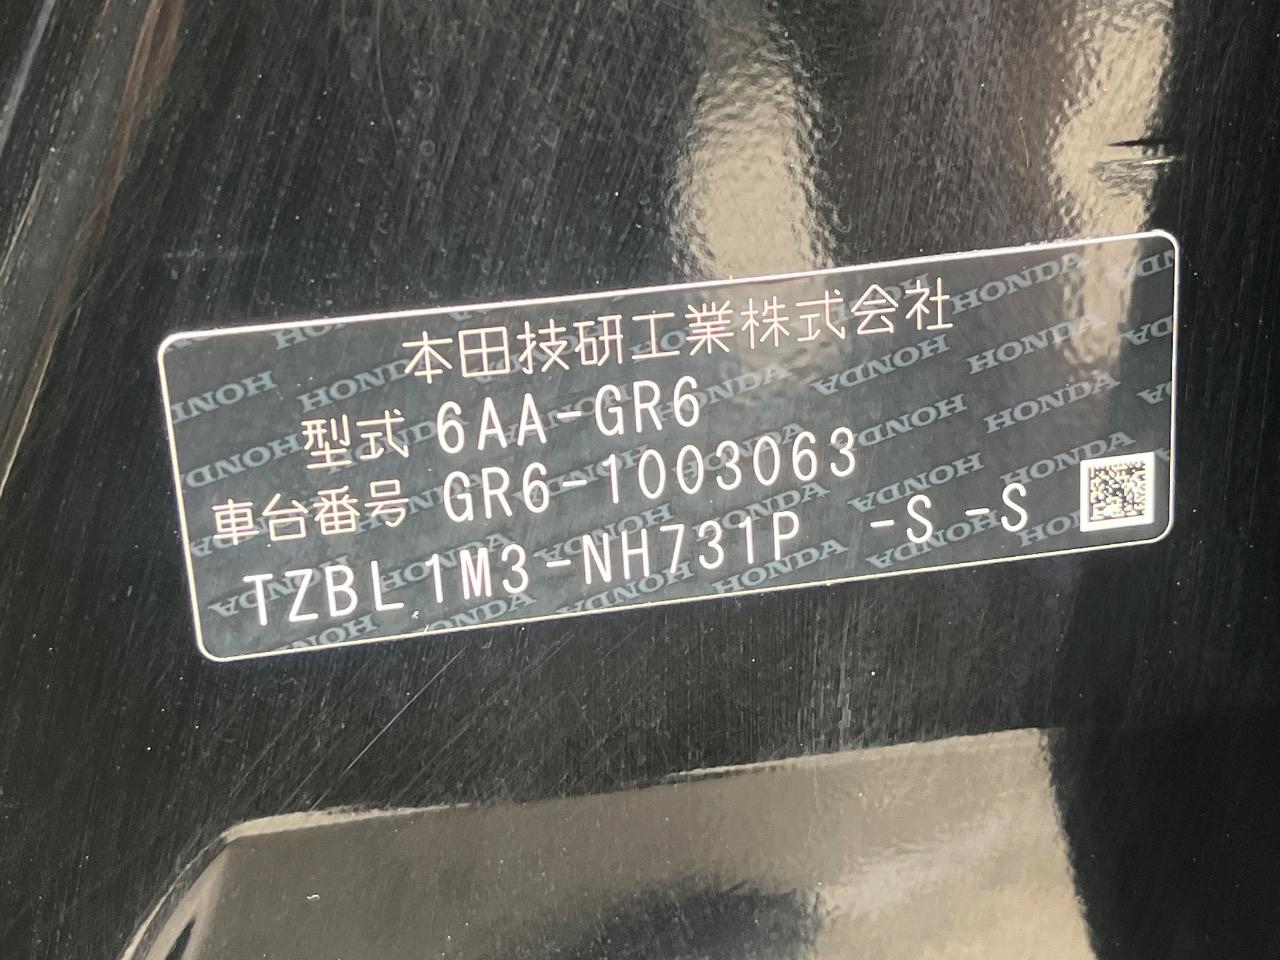 本田技研工業株式会社
型式 6AA-GR6
車台番号 GR6-1003063
TZBL1M3-NH731P -S -S